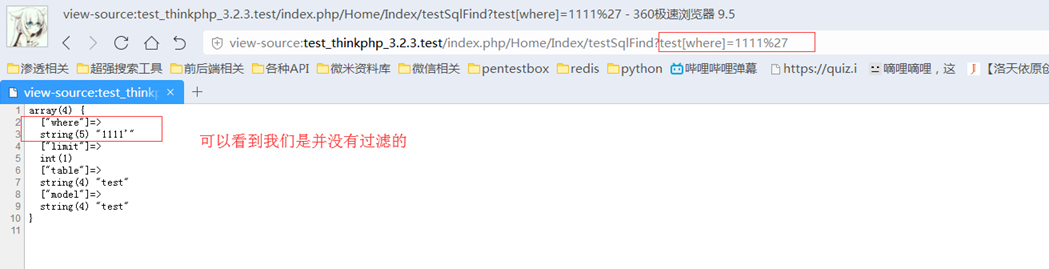 view-source:test_thinkphp_3.2.3.test/index.php/Home/Index/testSqlFind?test[where]=1111%27 - 360极速浏览器 9.5
view-source:test_thinkphp_3.2.3.test/index.php/Home/Index/testSqlFind?test[where]=1111%27
渗透相关 超强搜索工具 前后端相关 各种API 微米资料库 微信相关 pentestbox redis python 哔哩哔哩弹幕 https://quiz.i 嘀哩嘀哩，这 【洛天依原创
view-source:test_thinkp
1 array(4) {
2 ["where"]=>
3 string(5) "1111'"
4 ["limit"]=>
5 int(1)
6 ["table"]=>
7 string(4) "test"
8 ["model"]=>
9 string(4) "test"
10 }
11
可以看到我们是并没有过滤的